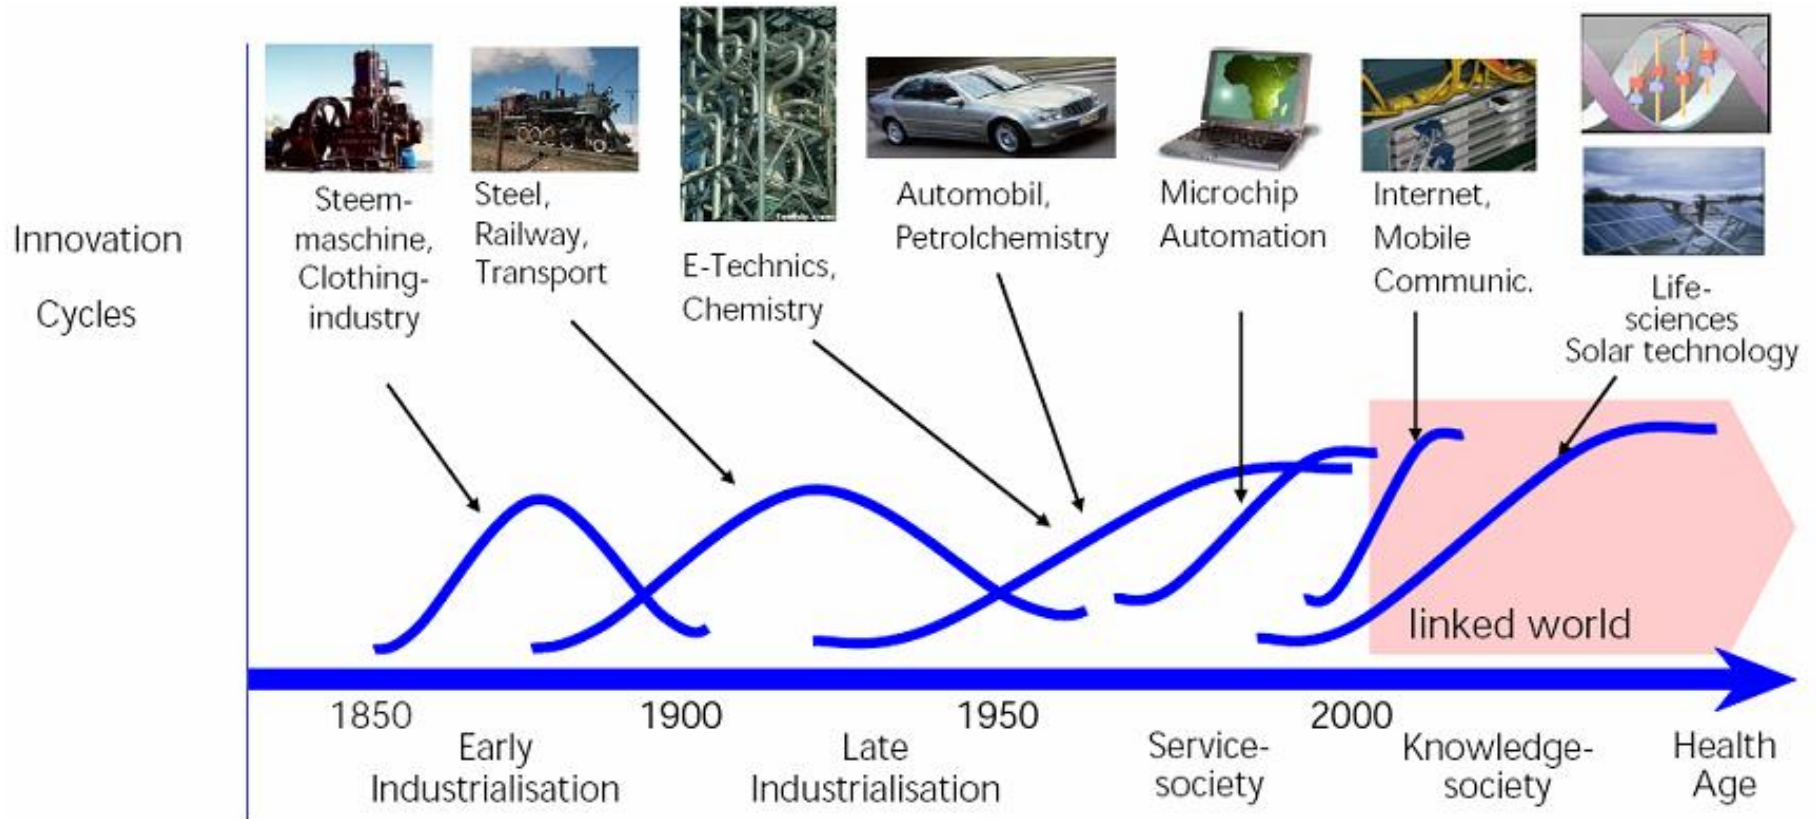 Innovation
Cycles
Steem-
maschine,
Clothing-
industry
Steel,
Railway,
Transport
E-Technics,
Chemistry
Automobil,
Petrolchemistry
Microchip
Automation
Internet,
Mobile
Communic.
Life-
sciences
Solar technology
linked world
1850
1900
1950
2000
Early
Industrialisation
Late
Industrialisation
Service-
society
Knowledge-
society
Health
Age